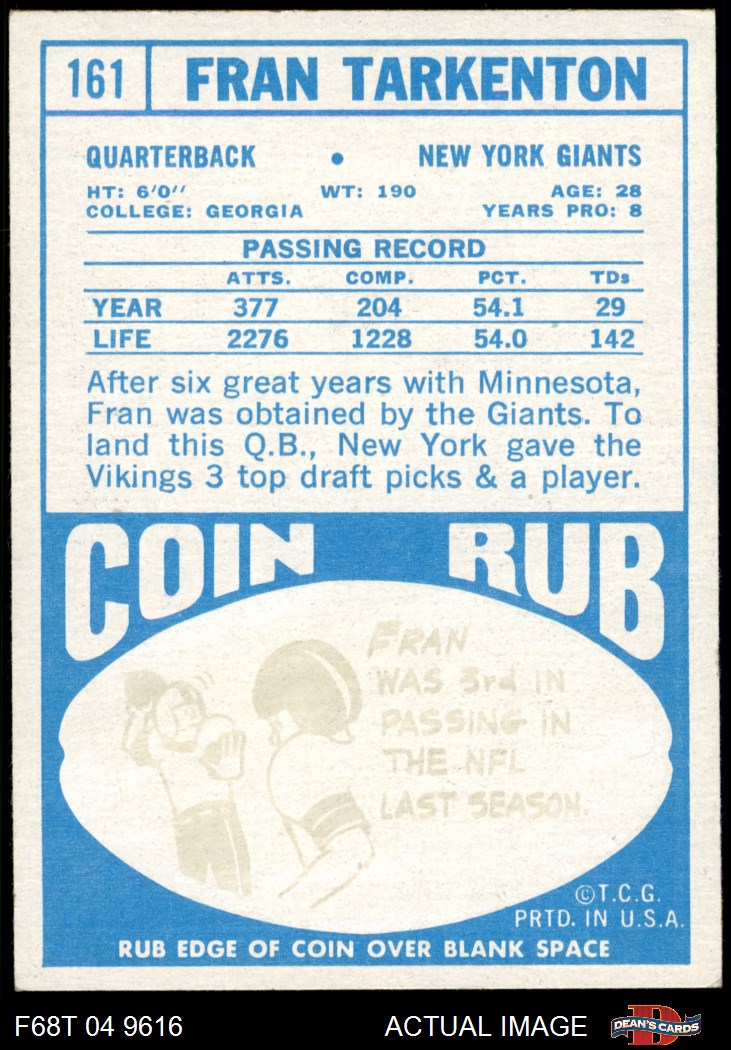 161 FRAN TARKENTON
QUARTERBACK • NEW YORK GIANTS
HT: 6'0'' WT: 190 AGE: 28
COLLEGE: GEORGIA YEARS PRO: 8
PASSING RECORD
ATTS. COMP. PCT. TDs
YEAR 377 204 54.1 29
LIFE 2276 1228 54.0 142
After six great years with Minnesota,
Fran was obtained by the Giants. To
land this Q.B., New York gave the
Vikings 3 top draft picks & a player.
COIN RUB
FRAN
WAS 3rd IN
PASSING IN
THE NFL
LAST SEASON.
©T.C.G.
PRTD. IN U.S.A.
RUB EDGE OF COIN OVER BLANK SPACE
F68T 04 9616 ACTUAL IMAGE D DEAN'S CARDS